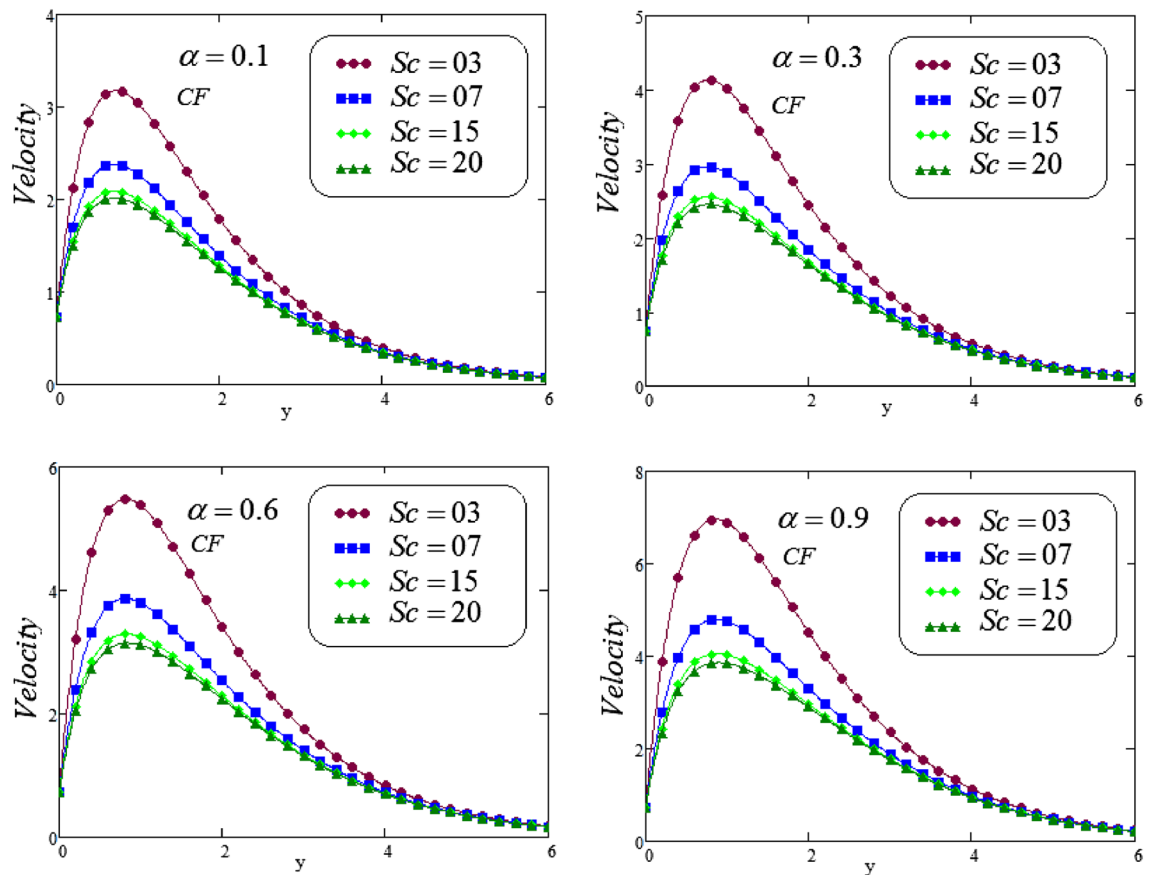 4
3
2
1
0
Velocity
α = 0.1
CF
Sc = 03
Sc = 07
Sc = 15
Sc = 20
0 2 4 6
y
5
4
3
2
1
0
Velocity
α = 0.3
CF
Sc = 03
Sc = 07
Sc = 15
Sc = 20
0 2 4 6
y
6
4
2
0
Velocity
α = 0.6
CF
Sc = 03
Sc = 07
Sc = 15
Sc = 20
0 2 4 6
y
8
6
4
2
0
Velocity
α = 0.9
CF
Sc = 03
Sc = 07
Sc = 15
Sc = 20
0 2 4 6
y